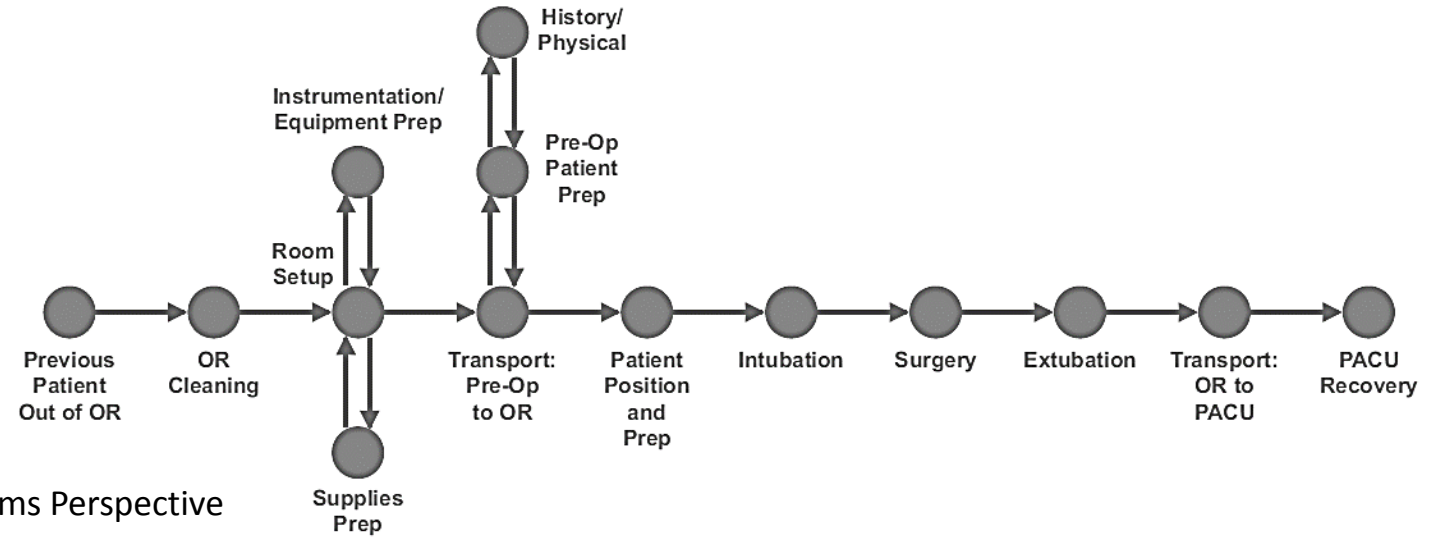 History/
Physical
Instrumentation/
Equipment Prep
Pre-Op
Patient
Prep
Room
Setup
Previous
Patient
Out of OR
OR
Cleaning
Transport:
Pre-Op
to OR
Patient
Position
and
Prep
Intubation
Surgery
Extubation
Transport:
OR to
PACU
PACU
Recovery
Supplies
Prep
ms Perspective